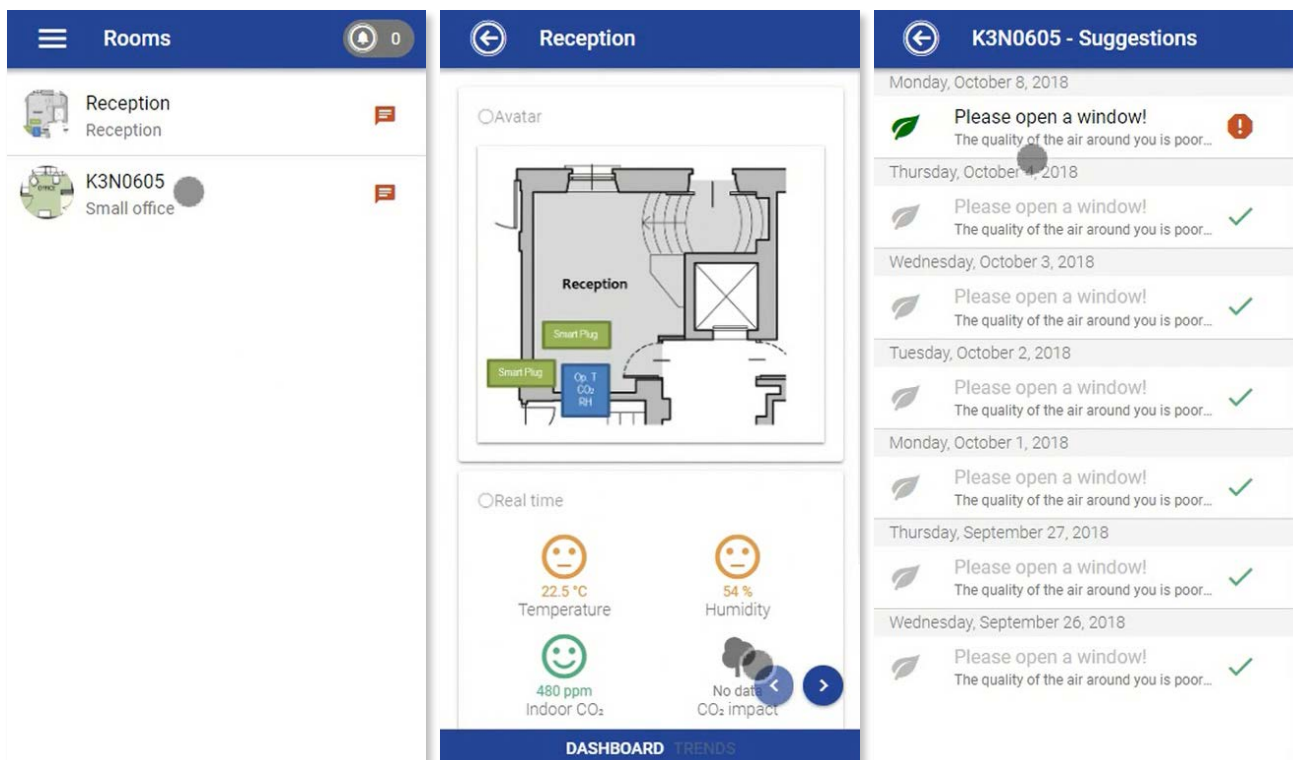 Rooms
0
Reception
Reception
OFFICE
K3N0605
Small office
Reception
Avatar
Reception
Smart Plug
Smart Plug
Op. T
CO₂
RH
Real time
22.5 °C
Temperature
54 %
Humidity
480 ppm
Indoor CO₂
No data
CO₂ impact
DASHBOARD TRENDS
K3N0605 - Suggestions
Monday, October 8, 2018
Please open a window!
The quality of the air around you is poor...
Thursday, October 4, 2018
Please open a window!
The quality of the air around you is poor...
Wednesday, October 3, 2018
Please open a window!
The quality of the air around you is poor...
Tuesday, October 2, 2018
Please open a window!
The quality of the air around you is poor...
Monday, October 1, 2018
Please open a window!
The quality of the air around you is poor...
Thursday, September 27, 2018
Please open a window!
The quality of the air around you is poor...
Wednesday, September 26, 2018
Please open a window!
The quality of the air around you is poor...